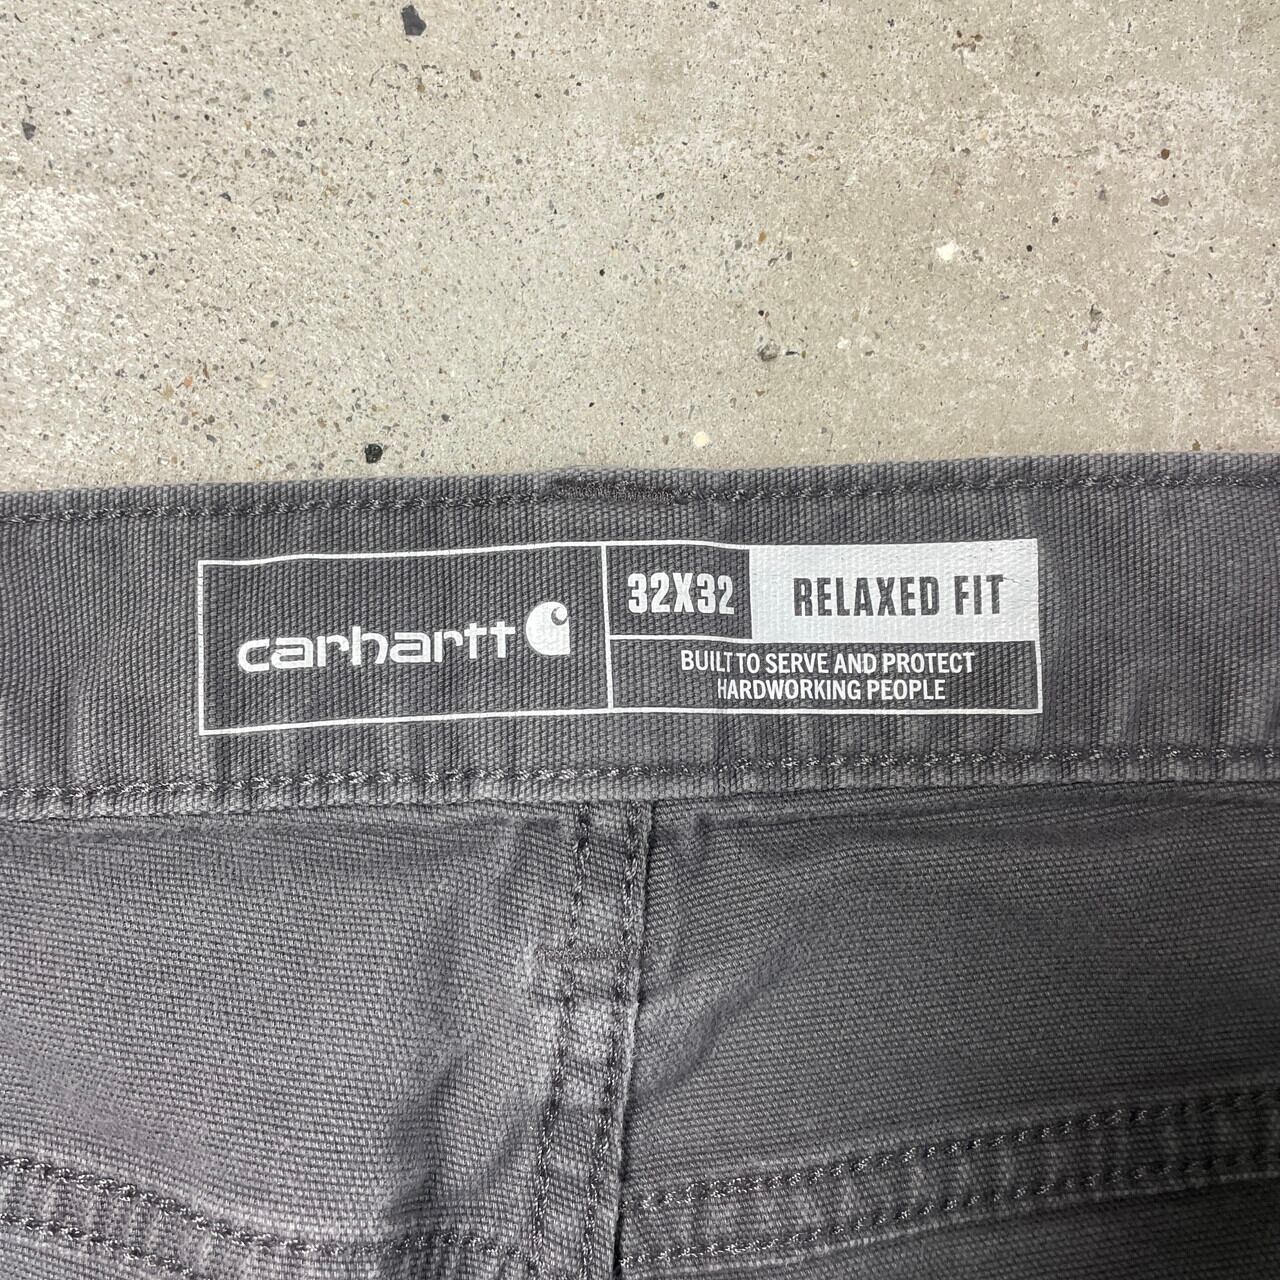 carhartt
32X32
RELAXED FIT
BUILT TO SERVE AND PROTECT
HARDWORKING PEOPLE